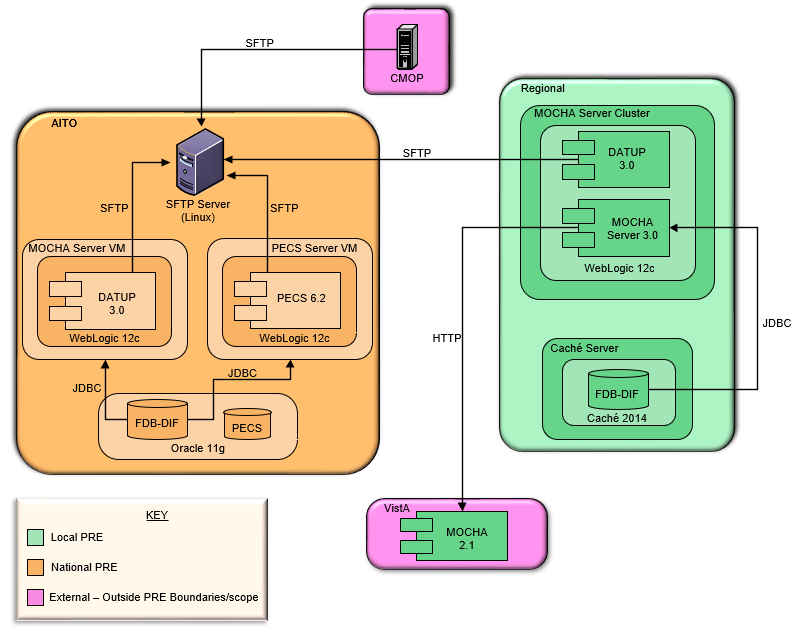 SFTP
CMOP
Regional
MOCHA Server Cluster
AITO
DATUP
3.0
SFTP
SFTP Server
(Linux)
SFTP
SFTP
MOCHA
Server 3.0
WebLogic 12c
MOCHA Server VM
PECS Server VM
DATUP
3.0
PECS 6.2
WebLogic 12c
WebLogic 12c
HTTP
JDBC
Caché Server
JDBC
JDBC
FDB-DIF
Caché 2014
FDB-DIF
PECS
Oracle 11g
VistA
MOCHA
2.1
KEY
Local PRE
National PRE
External – Outside PRE Boundaries/scope